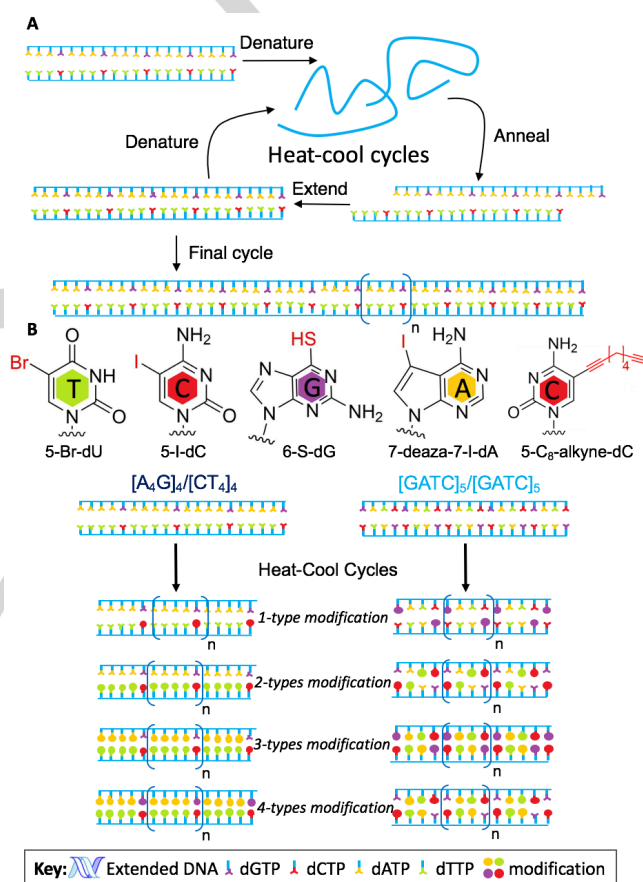 A
Denature
Denature
Anneal
Heat-cool cycles
Extend
Final cycle
n
B
Br
O
NH
T
N
O
5-Br-dU
I
NH2
N
C
N
O
5-I-dC
HS
N
G
N
N
N
NH2
6-S-dG
I
H2N
A
N
N
N
7-deaza-7-I-dA
NH2
N
C
O
N
4
5-C8-alkyne-dC
[A4G]4/[CT4]4
[GATC]5/[GATC]5
Heat-Cool Cycles
1-type modification
n
n
2-types modification
n
n
3-types modification
n
n
4-types modification
n
n
Key: Extended DNA dGTP dCTP dATP dTTP modification